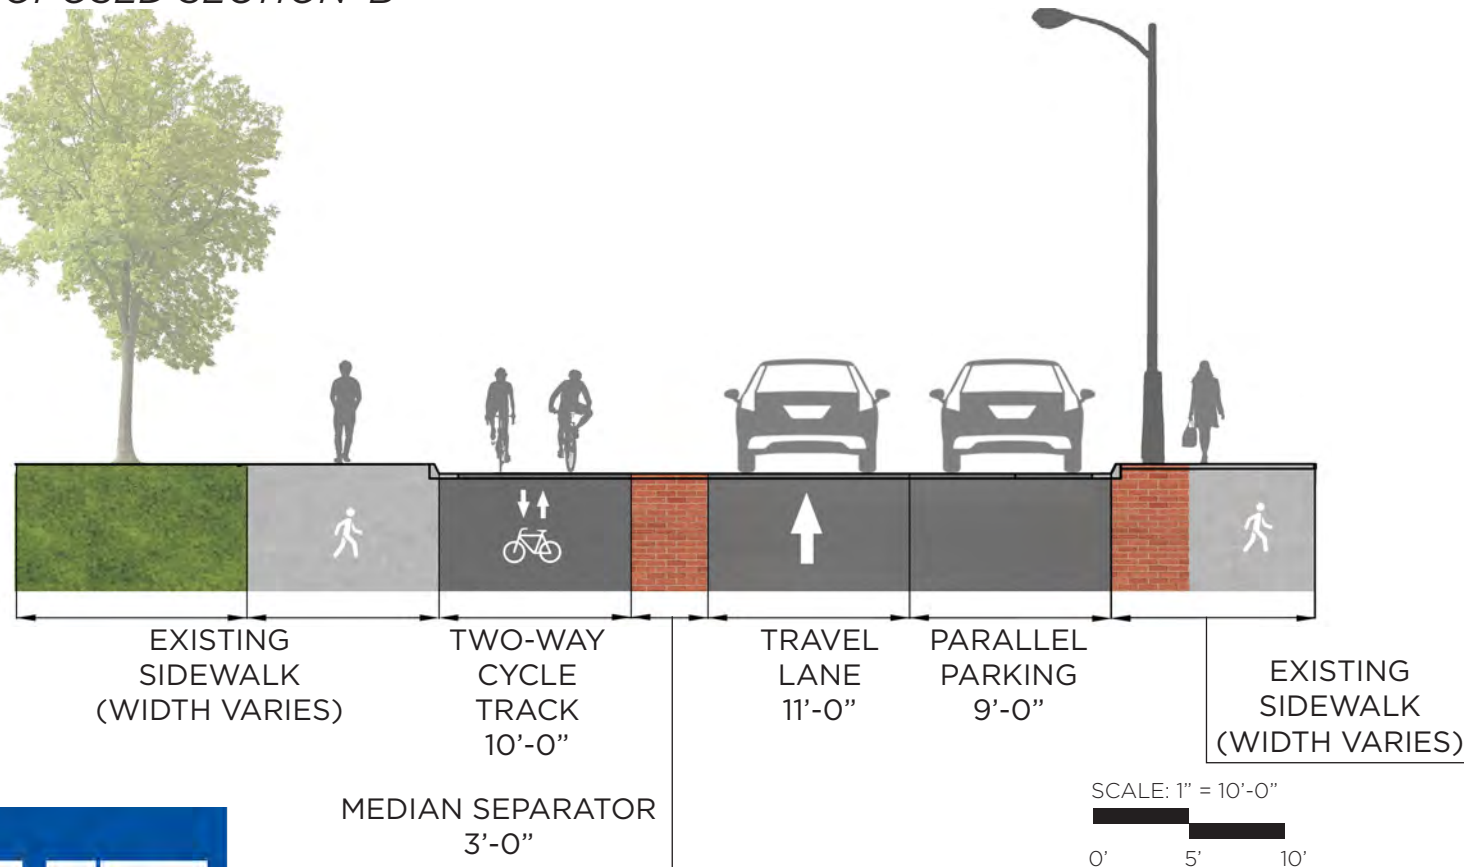 EXISTING
SIDEWALK
(WIDTH VARIES)
TWO-WAY
CYCLE
TRACK
10’-0”
MEDIAN SEPARATOR
3’-0”
TRAVEL
LANE
11’-0”
PARALLEL
PARKING
9’-0”
EXISTING
SIDEWALK
(WIDTH VARIES)
SCALE: 1” = 10’-0”
0’ 5’ 10’